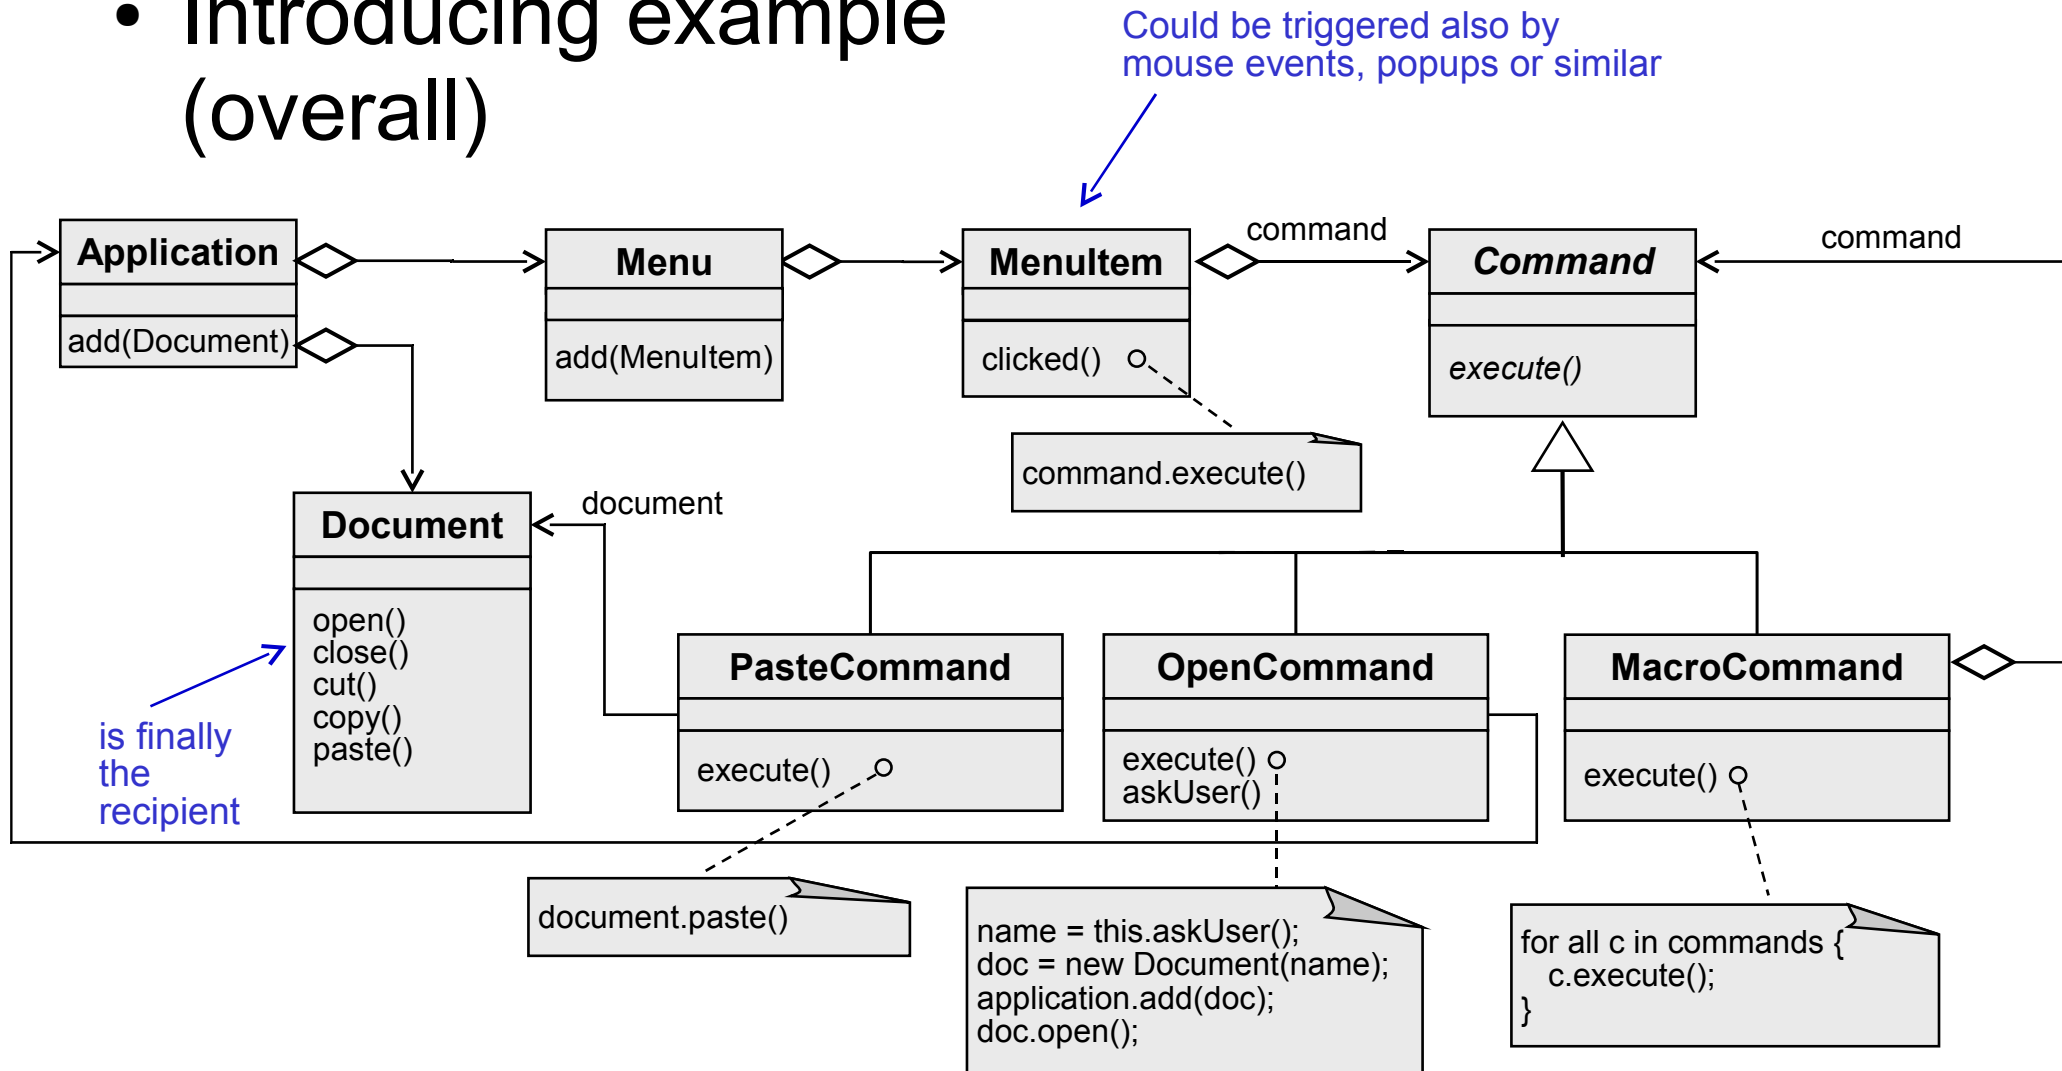 • Introducing example
(overall)
Could be triggered also by
mouse events, popups or similar
Application
add(Document)
Menu
add(MenuItem)
MenuItem
clicked()
command
Command
execute()
command
command.execute()
Document
open()
close()
cut()
copy()
paste()
document
is finally
the
recipient
PasteCommand
execute()
OpenCommand
execute()
askUser()
MacroCommand
execute()
document.paste()
name = this.askUser();
doc = new Document(name);
application.add(doc);
doc.open();
for all c in commands {
c.execute();
}